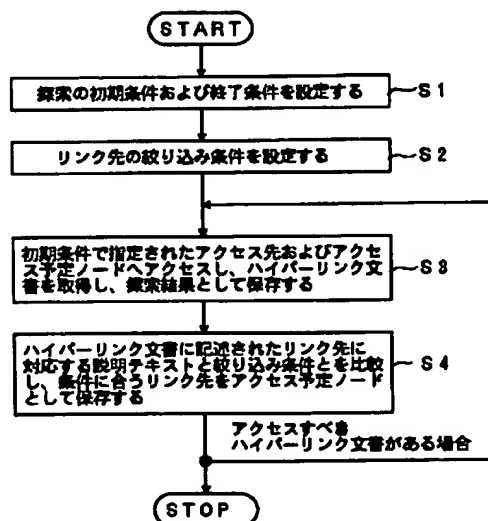 START
探索の初期条件および終了条件を設定する
S1
リンク先の絞り込み条件を設定する
S2
初期条件で指定されたアクセス先およびアクセ
ス予定ノードへアクセスし、ハイパーリンク文
書を取得し、探索結果として保存する
S3
ハイパーリンク文書に記述されたリンク先に
対応する説明テキストと絞り込み条件とを比較
し、条件に合うリンク先をアクセス予定ノード
として保存する
S4
アクセスすべき
ハイパーリンク文書がある場合
STOP